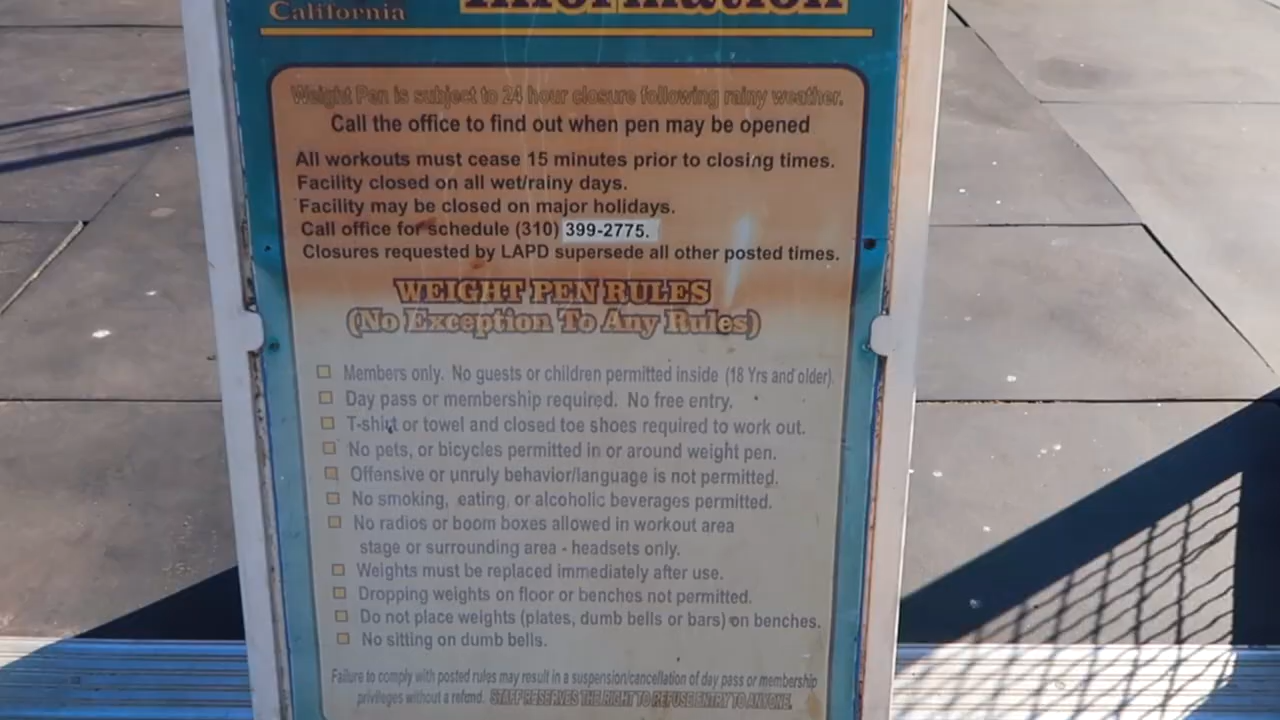 California
Information
Weight Pen is subject to 24 hour closure following rainy weather.
Call the office to find out when pen may be opened
All workouts must cease 15 minutes prior to closing times.
Facility closed on all wet/rainy days.
Facility may be closed on major holidays.
Call office for schedule (310) 399-2775.
Closures requested by LAPD supersede all other posted times.
WEIGHT PEN RULES
(No Exception To Any Rules)
Members only. No guests or children permitted inside (18 Yrs and older).
Day pass or membership required. No free entry.
T-shirt or towel and closed toe shoes required to work out.
No pets, or bicycles permitted in or around weight pen.
Offensive or unruly behavior/language is not permitted.
No smoking, eating, or alcoholic beverages permitted.
No radios or boom boxes allowed in workout area
stage or surrounding area - headsets only.
Weights must be replaced immediately after use.
Dropping weights on floor or benches not permitted.
Do not place weights (plates, dumb bells or bars) on benches.
No sitting on dumb bells.
Failure to comply with posted rules may result in a suspension/cancellation of day pass or membership
privileges without a refend. STAFF RESERVES THE RIGHT TO REFUSE ENTRY TO ANYONE.